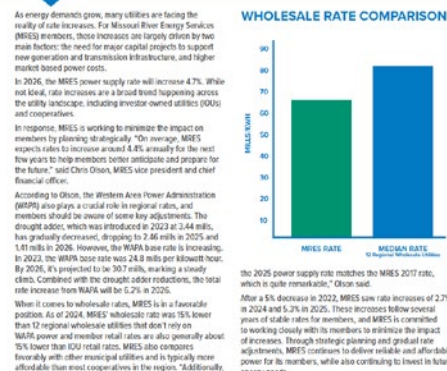 As energy demands grow, many utilities are facing the
reality of rate increases. For Missouri River Energy Services
(MRES) members, those increases are largely driven by two
main factors: the need for major capital projects to support
new generation and transmission infrastructure, and higher
market-based power costs.
In 2026, the MRES power supply rate will increase 4.7%. While
not ideal, rate increases are a broad trend happening across
the utility landscape, including investor-owned utilities (IOUs)
and cooperatives.
In response, MRES is working to minimize the impact on
members by planning strategically. "On average, MRES
expects rates to increase around 4.4% annually for the next
few years to help members better anticipate and prepare for
the future," said Chris Olson, MRES vice president and chief
financial officer.
According to Olson, the Western Area Power Administration
(WAPA) also plays a crucial role in regional rates, and
members should be aware of some key adjustments. The
drought adder, which was introduced in 2023 at 3.44 mills,
has gradually decreased, dropping to 2.46 mills in 2025 and
1.41 mills in 2026. However, the WAPA base rate is increasing.
In 2023, the WAPA base rate was 24.8 mills per kilowatt-hour.
By 2026, it's projected to be 30.7 mills, marking a steady
climb. Combined with the drought adder reductions, the total
rate increase from WAPA will be 6.2% in 2026.
When it comes to wholesale rates, MRES is in a favorable
position. As of 2024, MRES' wholesale rate was 15% lower
than 12 regional wholesale utilities that don't rely on
WAPA power and member retail rates are also generally about
15% lower than IOU retail rates. MRES also compares
favorably with other municipal utilities and is typically more
affordable than most cooperatives in the region. "Additionally,
WHOLESALE RATE COMPARISON
90
80
70
60
50
40
30
20
10
MILLS/KWH
MRES RATE
MEDIAN RATE
12 Regional Wholesale Utilities
the 2025 power supply rate matches the MRES 2017 rate,
which is quite remarkable," Olson said.
After a 5% decrease in 2022, MRES saw rate increases of 2.7%
in 2024 and 5.3% in 2025. These increases follow several
years of stable rates for members, and MRES is committed
to working closely with its members to minimize the impact
of increases. Through strategic planning and gradual rate
adjustments, MRES continues to deliver reliable and affordable
power for its members, while also continuing to invest in future
energy needs.